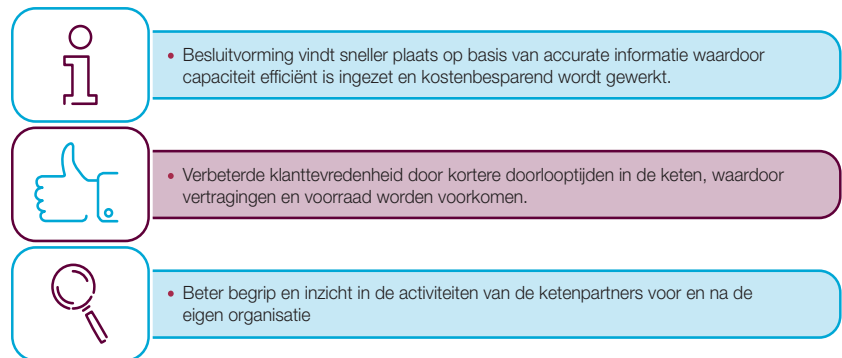 • Besluitvorming vindt sneller plaats op basis van accurate informatie waardoor
capaciteit efficiënt is ingezet en kostenbesparend wordt gewerkt.
• Verbeterde klanttevredenheid door kortere doorlooptijden in de keten, waardoor
vertragingen en voorraad worden voorkomen.
• Beter begrip en inzicht in de activiteiten van de ketenpartners voor en na de
eigen organisatie